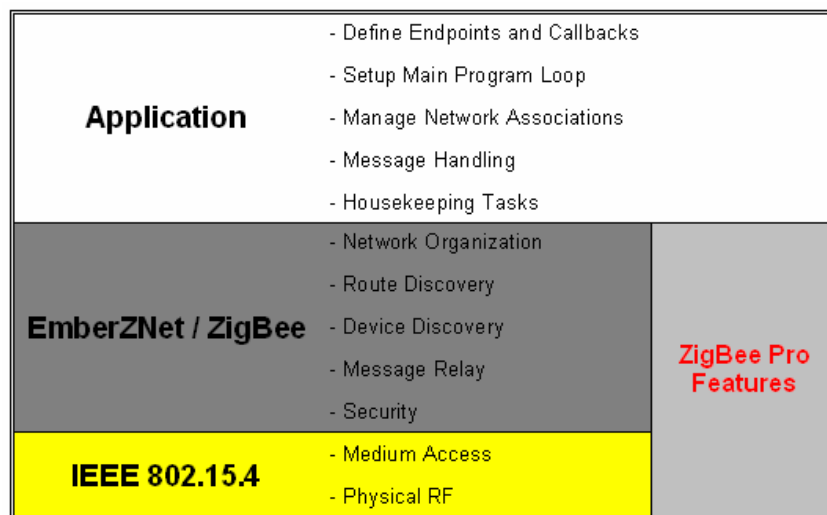 Application
- Define Endpoints and Callbacks
- Setup Main Program Loop
- Manage Network Associations
- Message Handling
- Housekeeping Tasks
EmberZNet / ZigBee
- Network Organization
- Route Discovery
- Device Discovery
- Message Relay
- Security
ZigBee Pro
Features
IEEE 802.15.4
- Medium Access
- Physical RF